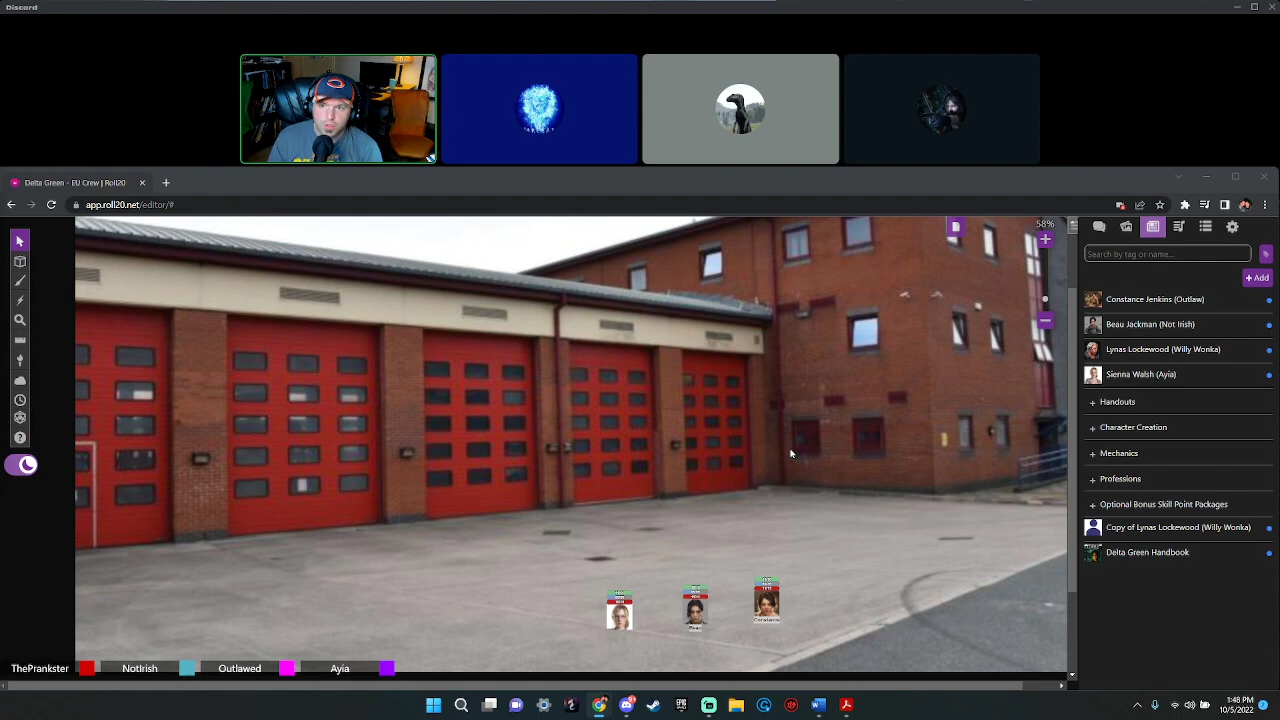 Discord
Delta Green - EU Crew | Roll20
app.roll20.net/editor/#
58%
Search by tag or name...
+ Add
Constance Jenkins (Outlaw)
Beau Jackman (Not Irish)
Lynas Lockewood (Willy Wonka)
Sienna Walsh (Ayia)
+ Handouts
+ Character Creation
+ Mechanics
+ Professions
+ Optional Bonus Skill Point Packages
Copy of Lynas Lockewood (Willy Wonka)
Delta Green Handbook
Constance
ThePrankster
NotIrish
Outlawed
Ayia
1:48 PM
10/5/2022